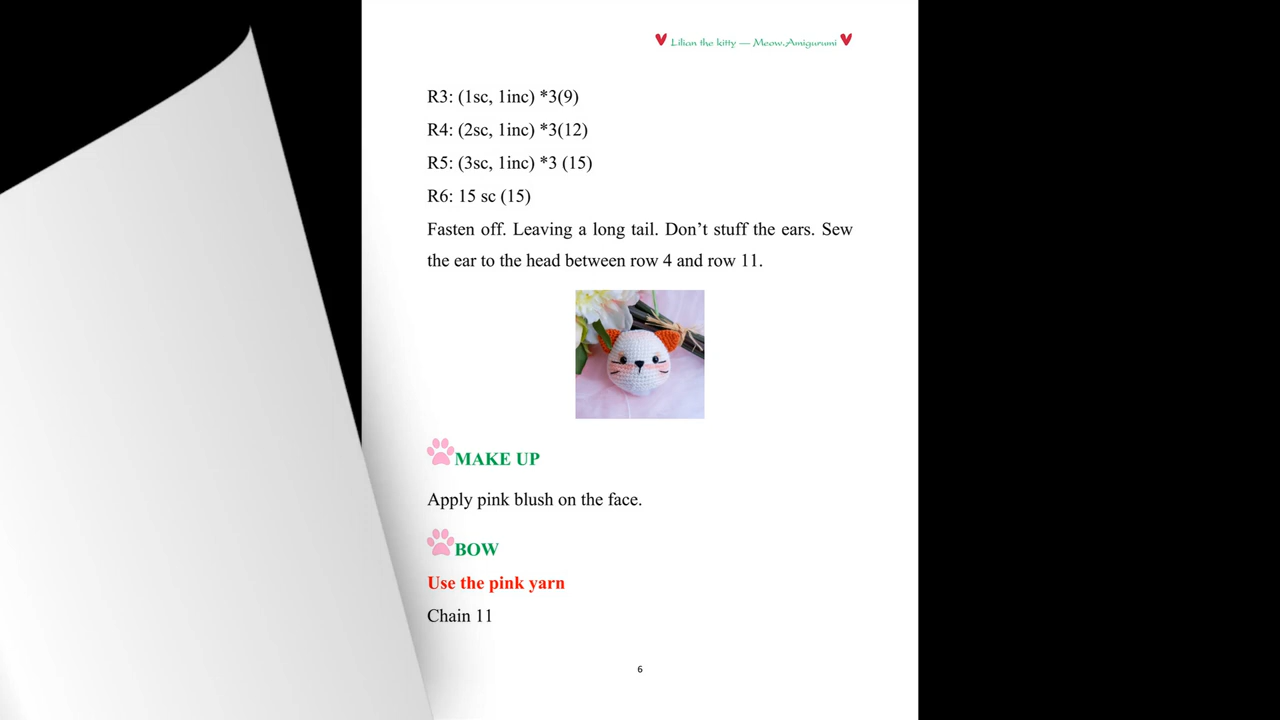 Lilian the kitty — Meow.Amigurumi
R3: (1sc, 1inc) *3(9)
R4: (2sc, 1inc) *3(12)
R5: (3sc, 1inc) *3 (15)
R6: 15 sc (15)
Fasten off. Leaving a long tail. Don’t stuff the ears. Sew
the ear to the head between row 4 and row 11.
MAKE UP
Apply pink blush on the face.
BOW
Use the pink yarn
Chain 11
6